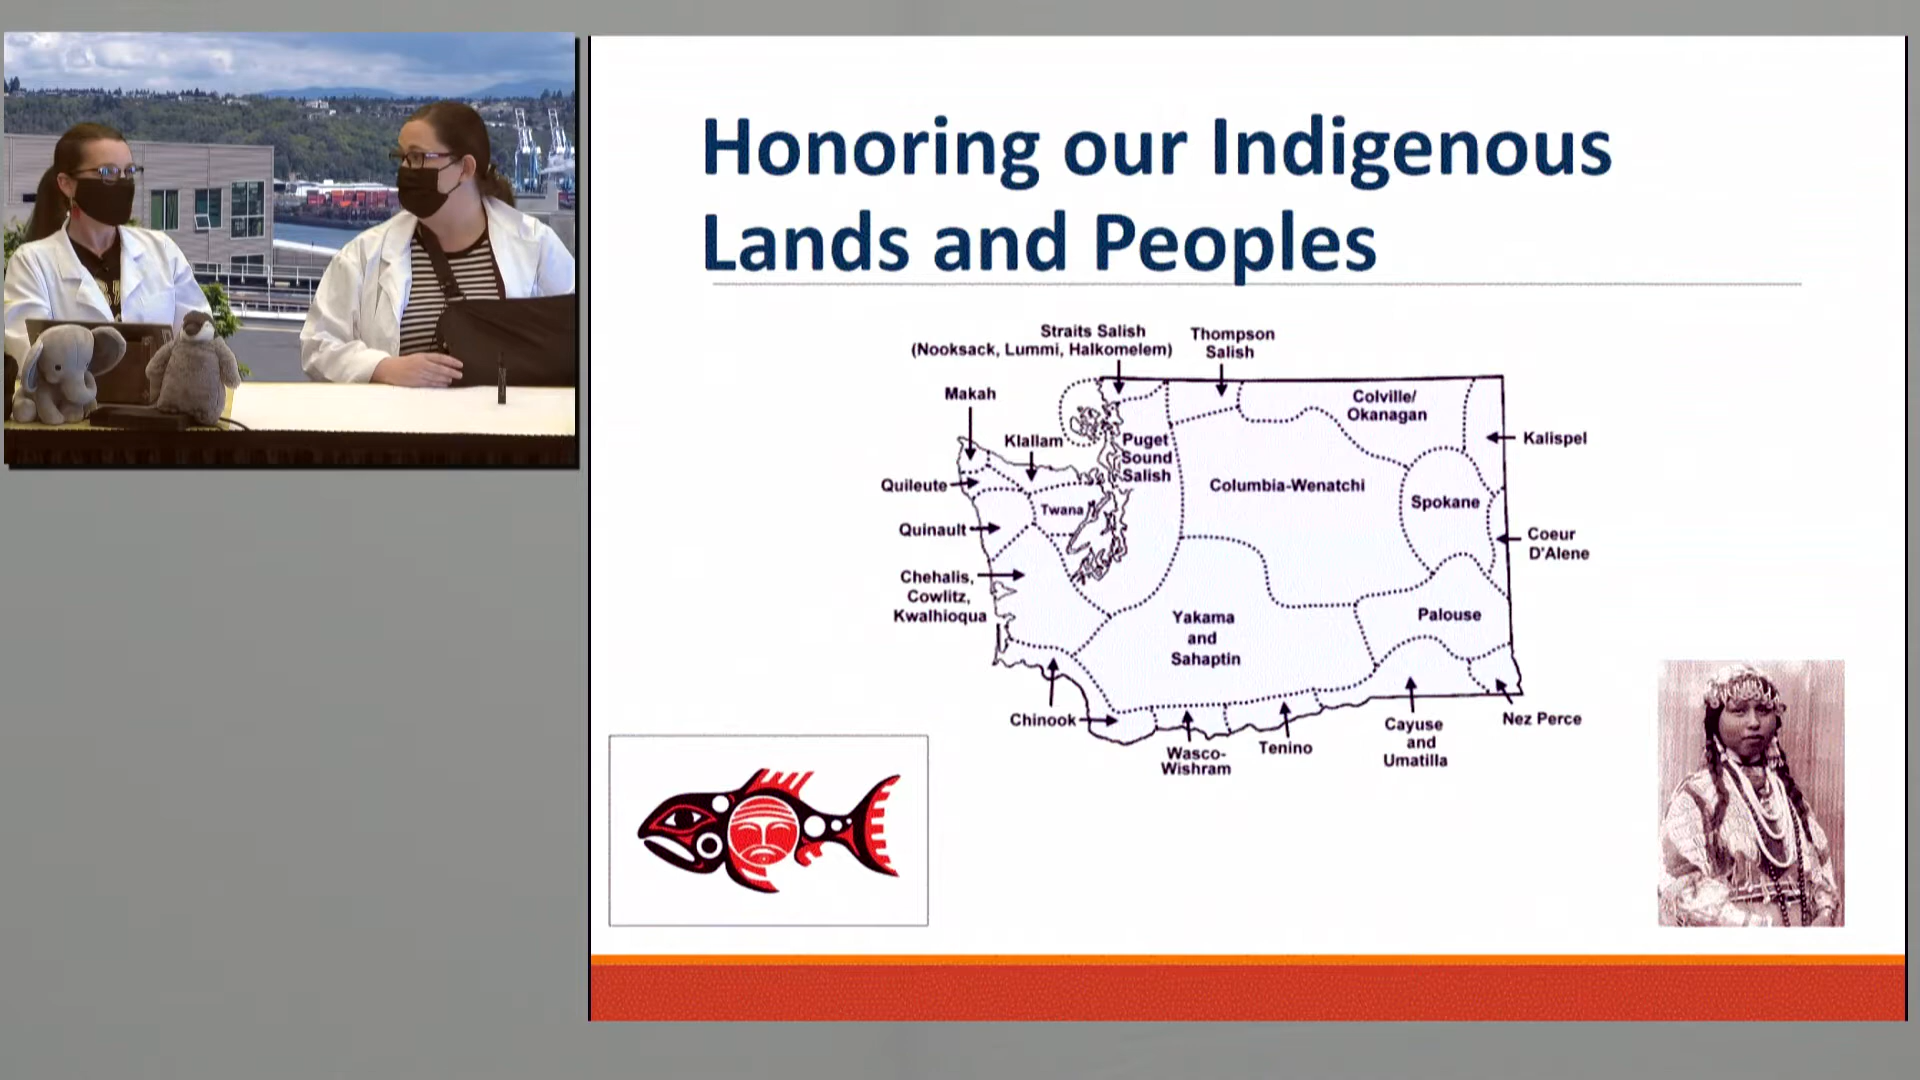 Honoring our Indigenous
Lands and Peoples
Straits Salish
(Nooksack, Lummi, Halkomelem)
Thompson
Salish
Makah
Klallam
Puget
Sound
Salish
Colville/
Okanagan
Kalispel
Quileute
Columbia-Wenatchi
Spokane
Twana
Quinault
Coeur
D'Alene
Chehalis,
Cowlitz,
Kwalhioqua
Yakama
and
Sahaptin
Palouse
Chinook
Wasco-
Wishram
Tenino
Cayuse
and
Umatilla
Nez Perce